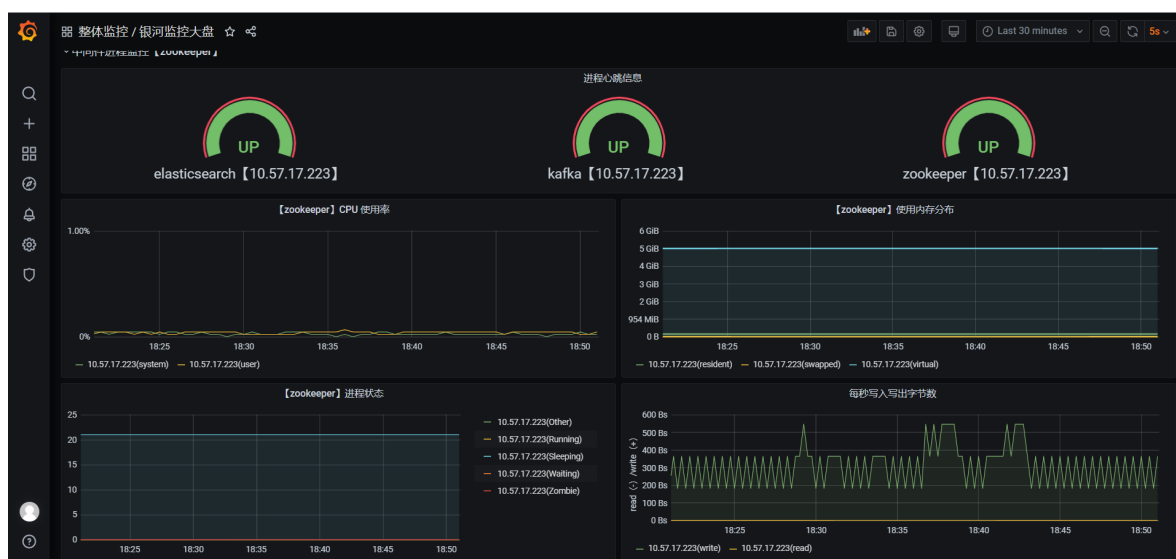 整体监控 / 银河监控大盘
Last 30 minutes
5s
中间件进程监控【zookeeper】
进程心跳信息
UP
UP
UP
elasticsearch【10.57.17.223】
kafka【10.57.17.223】
zookeeper【10.57.17.223】
【zookeeper】CPU 使用率
1.00%
0%
18:25
18:30
18:35
18:40
18:45
18:50
10.57.17.223(system)
10.57.17.223(user)
【zookeeper】使用内存分布
6 GiB
5 GiB
4 GiB
3 GiB
2 GiB
954 MiB
0 B
18:25
18:30
18:35
18:40
18:45
18:50
10.57.17.223(resident)
10.57.17.223(swapped)
10.57.17.223(virtual)
【zookeeper】进程状态
25
20
15
10
5
0
18:25
18:30
18:35
18:40
18:45
18:50
10.57.17.223(Other)
10.57.17.223(Running)
10.57.17.223(Sleeping)
10.57.17.223(Waiting)
10.57.17.223(Zombie)
每秒写入写出字节数
read (-) /write (+)
600 Bs
500 Bs
400 Bs
300 Bs
200 Bs
100 Bs
0 Bs
18:25
18:30
18:35
18:40
18:45
18:50
10.57.17.223(write)
10.57.17.223(read)